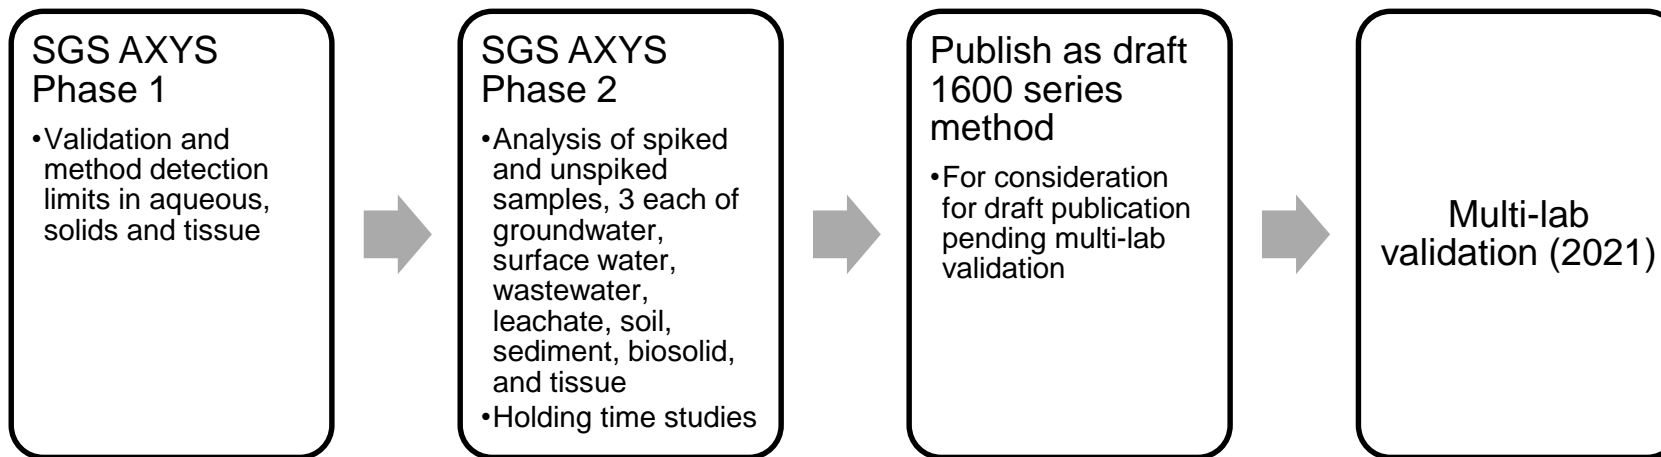 SGS AXYS
Phase 1
•Validation and
method detection
limits in aqueous,
solids and tissue
SGS AXYS
Phase 2
•Analysis of spiked
and unspiked
samples, 3 each of
groundwater,
surface water,
wastewater,
leachate, soil,
sediment, biosolid,
and tissue
•Holding time studies
Publish as draft
1600 series
method
•For consideration
for draft publication
pending multi-lab
validation
Multi-lab
validation (2021)